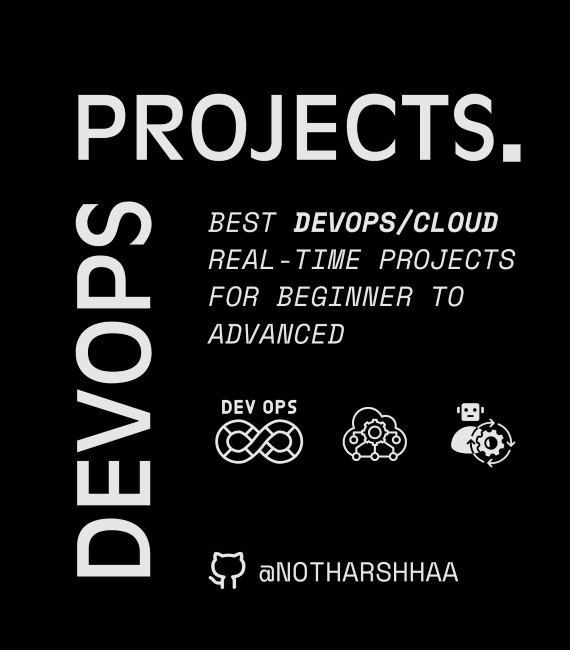 PROJECTS.
DEVOPS
BEST DEVOPS/CLOUD
REAL-TIME PROJECTS
FOR BEGINNER TO
ADVANCED
DEV OPS
@NOTHARSHHAA